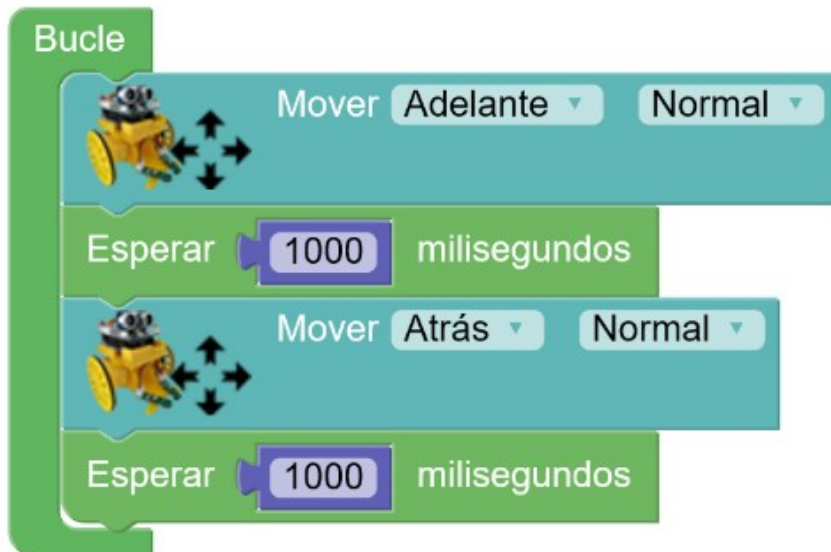 Bucle
Mover Adelante Normal
Esperar 1000 milisegundos
Mover Atrás Normal
Esperar 1000 milisegundos